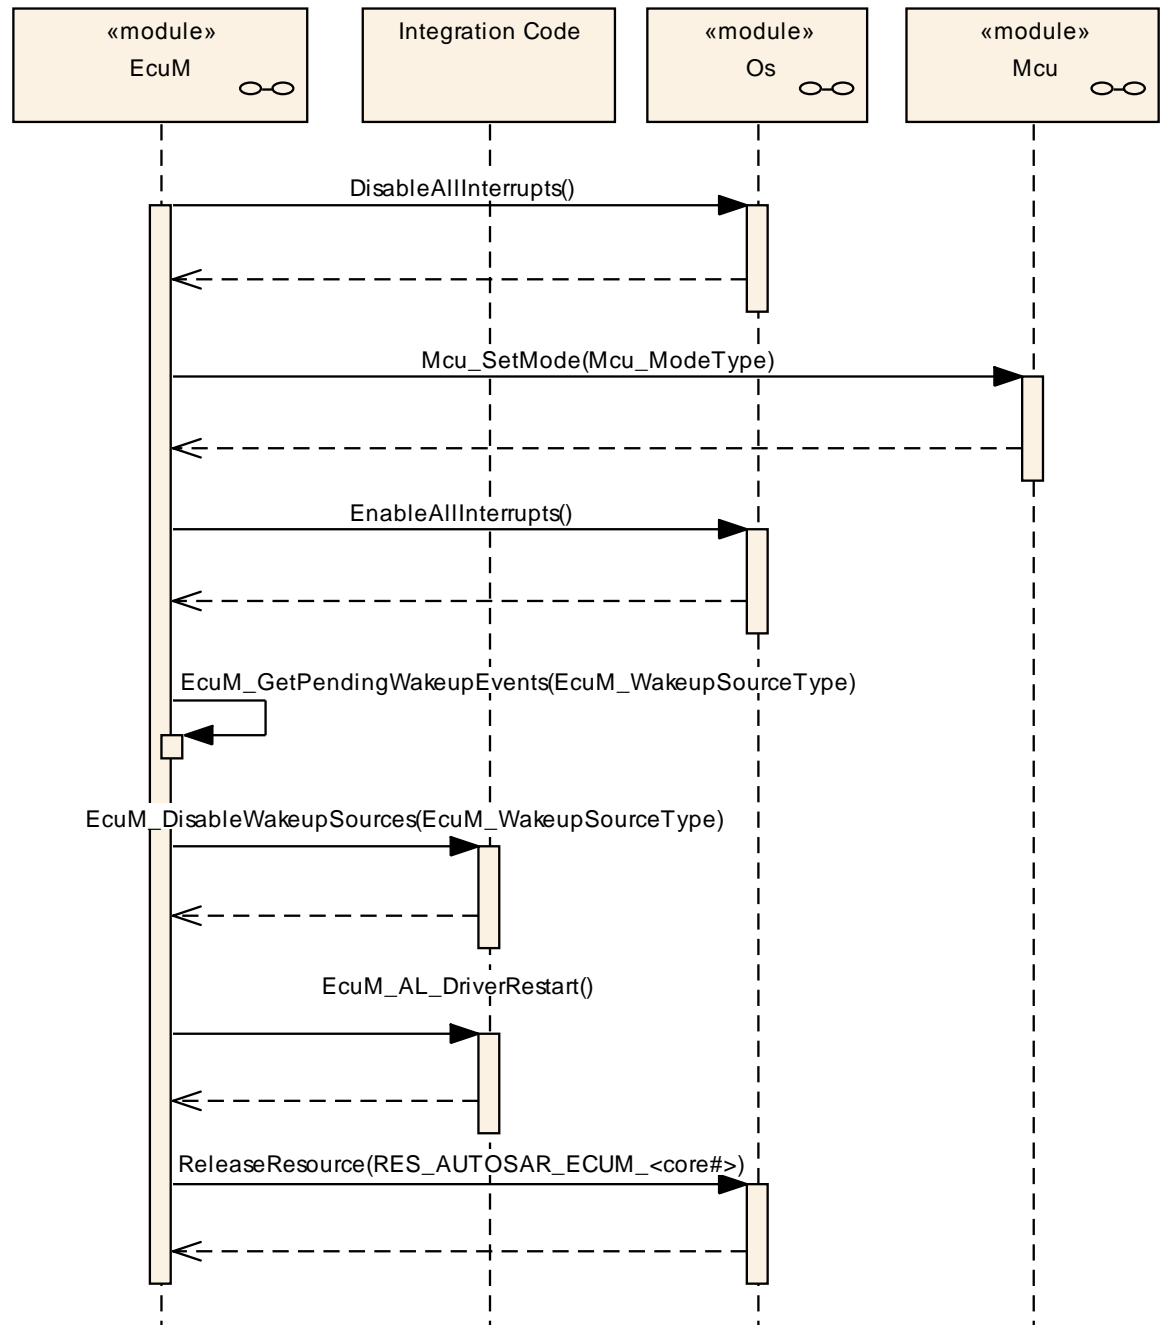 «module»
EcuM
Integration Code
«module»
Os
«module»
Mcu
DisableAllInterrupts()
Mcu_SetMode(Mcu_ModeType)
EnableAllInterrupts()
EcuM_GetPendingWakeupEvents(EcuM_WakeupSourceType)
EcuM_DisableWakeupSources(EcuM_WakeupSourceType)
EcuM_AL_DriverRestart()
ReleaseResource(RES_AUTOSAR_ECUM_<core#>)